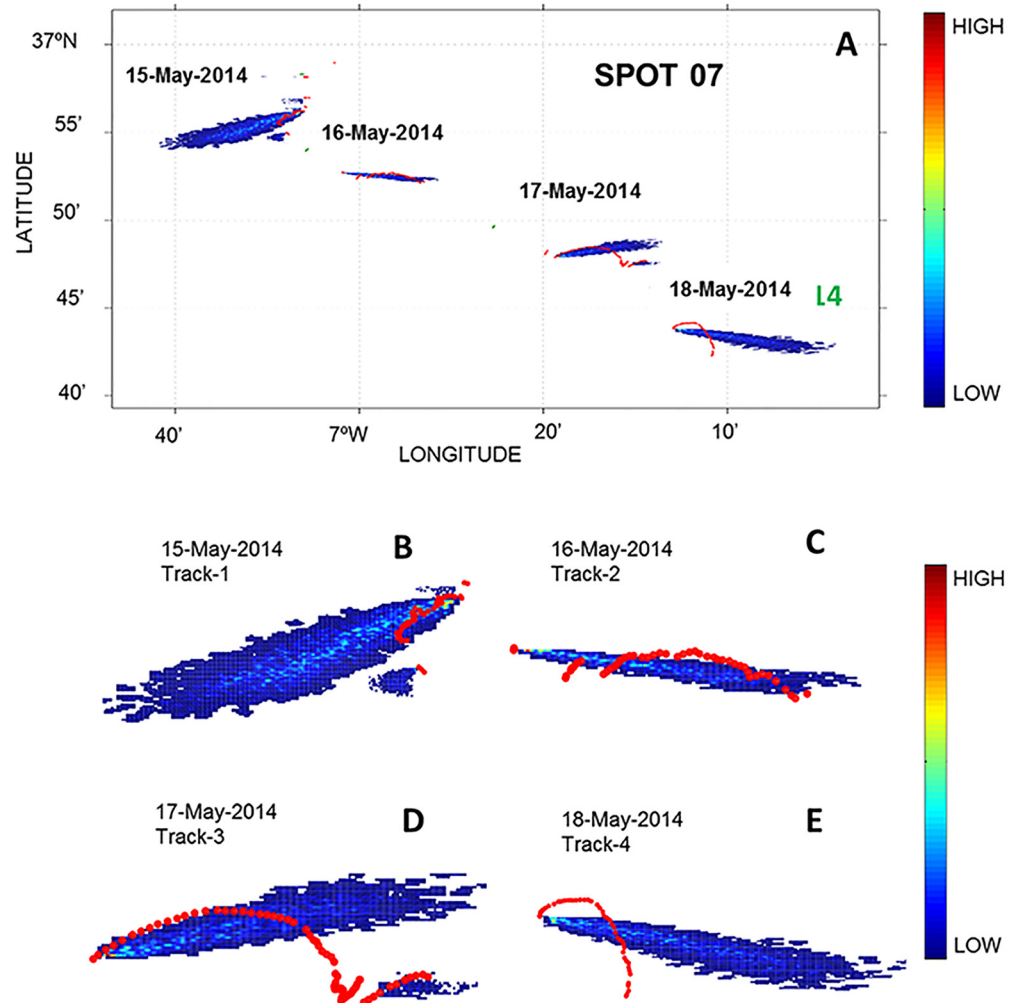 A
HIGH
37ºN
15-May-2014
SPOT 07
55’
16-May-2014
LATITUDE
50’
17-May-2014
18-May-2014
L4
45’
40’
LOW
40’
7ºW
20’
10’
LONGITUDE
15-May-2014
Track-1
B
16-May-2014
Track-2
C
HIGH
17-May-2014
Track-3
D
18-May-2014
Track-4
E
LOW